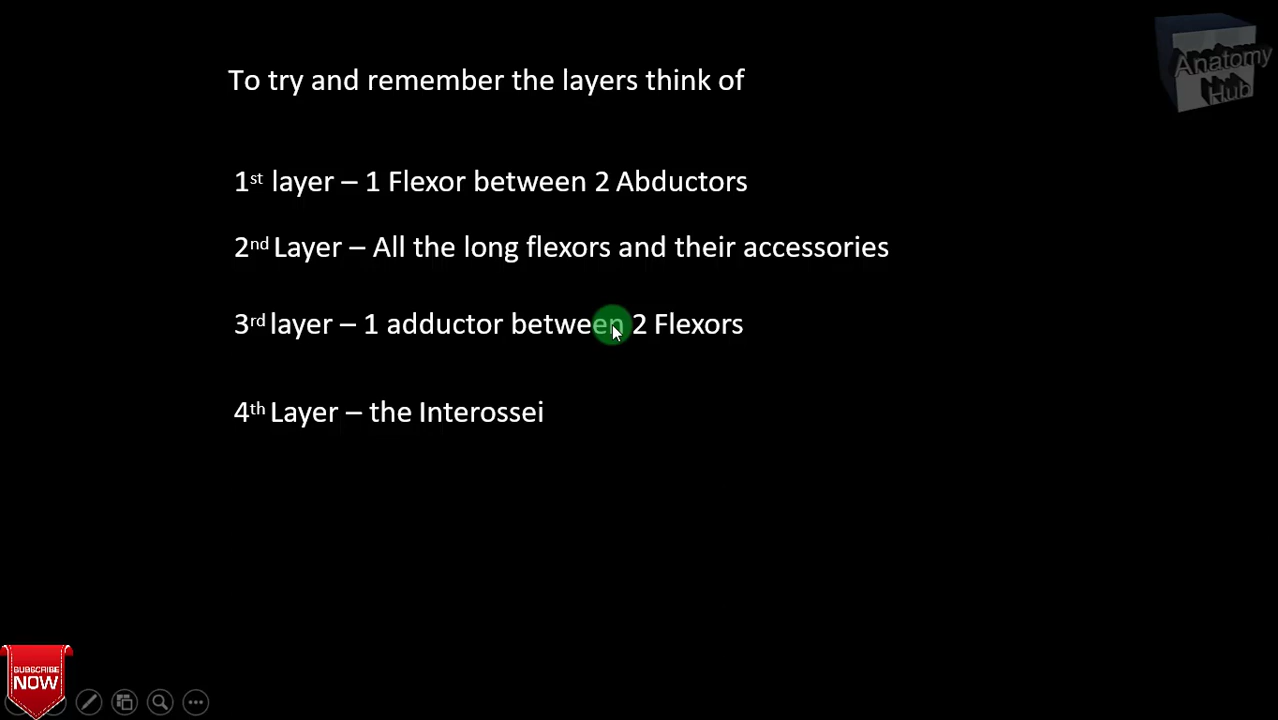 Anatomy
Hub
To try and remember the layers think of
1st layer – 1 Flexor between 2 Abductors
2nd Layer – All the long flexors and their accessories
3rd layer – 1 adductor between 2 Flexors
4th Layer – the Interossei
SUBSCRIBE
NOW